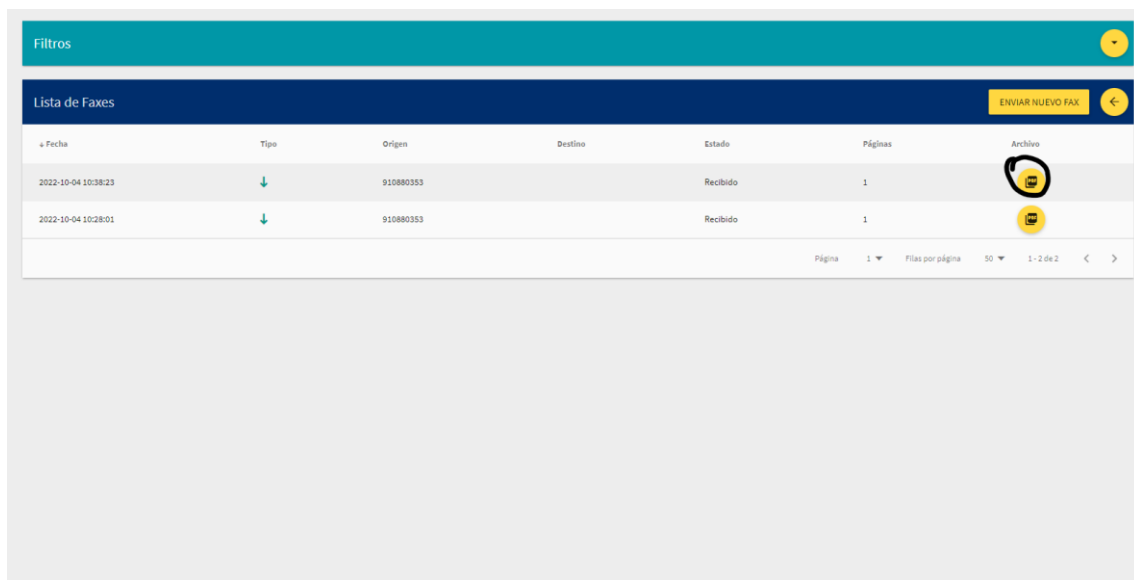 Filtros
Lista de Faxes ENVIAR NUEVO FAX
Fecha Tipo Origen Destino Estado Páginas Archivo
2022-10-04 10:38:23 910880353 Recibido 1 PDF
2022-10-04 10:28:01 910880353 Recibido 1 PDF
Página 1 Filas por página 50 1 - 2 de 2